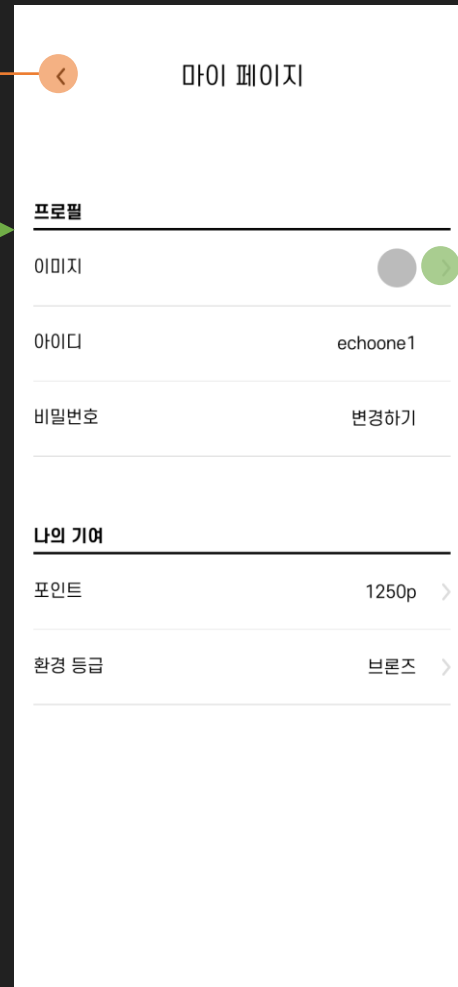 마이 페이지
프로필
이미지
아이디 echoone1
비밀번호 변경하기
나의 기여
포인트 1250p
환경 등급 브론즈